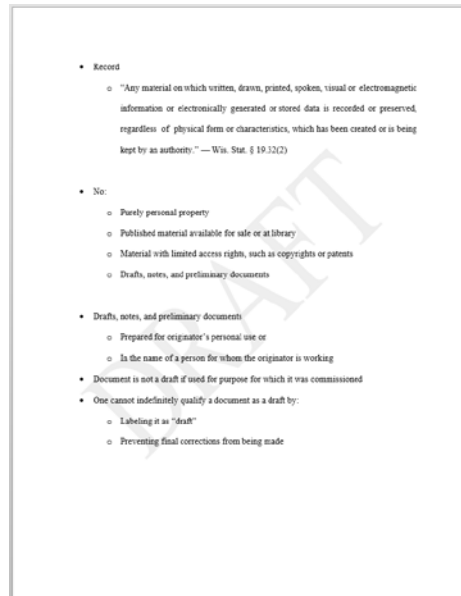 • Record
o "Any material on which written, drawn, printed, spoken, visual or electromagnetic
information or electronically generated or stored data is recorded or preserved,
regardless of physical form or characteristics, which has been created or is being
kept by an authority." — Wis. Stat. § 19.32(2)
• No:
o Purely personal property
o Published material available for sale or at library
o Material with limited access rights, such as copyrights or patents
o Drafts, notes, and preliminary documents
• Drafts, notes, and preliminary documents
o Prepared for originator's personal use or
o In the name of a person for whom the originator is working
• Document is not a draft if used for purpose for which it was commissioned
• One cannot indefinitely qualify a document as a draft by:
o Labeling it as "draft"
o Preventing final corrections from being made
DRAFT